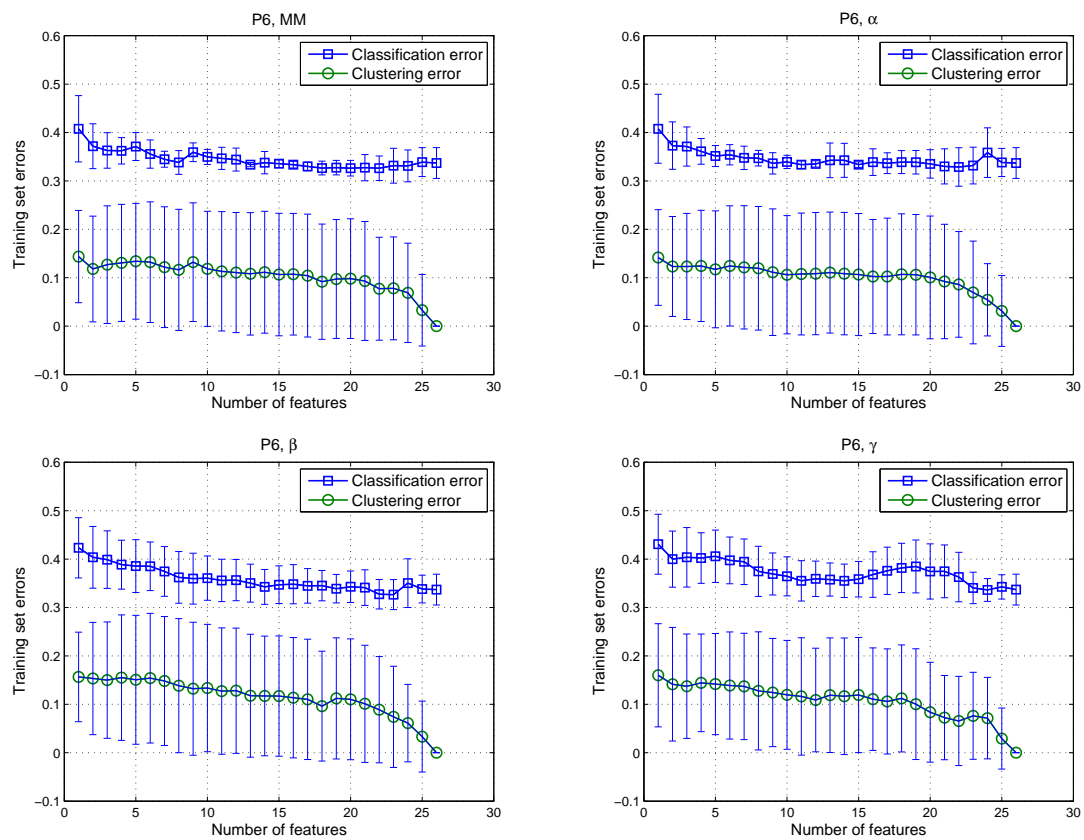 P6, MM
Training set errors
0.6
0.5
0.4
0.3
0.2
0.1
0
−0.1
0 5 10 15 20 25 30
Number of features
Classification error
Clustering error
P6, α
Training set errors
0.6
0.5
0.4
0.3
0.2
0.1
0
−0.1
0 5 10 15 20 25 30
Number of features
Classification error
Clustering error
P6, β
Training set errors
0.6
0.5
0.4
0.3
0.2
0.1
0
−0.1
0 5 10 15 20 25 30
Number of features
Classification error
Clustering error
P6, γ
Training set errors
0.6
0.5
0.4
0.3
0.2
0.1
0
−0.1
0 5 10 15 20 25 30
Number of features
Classification error
Clustering error